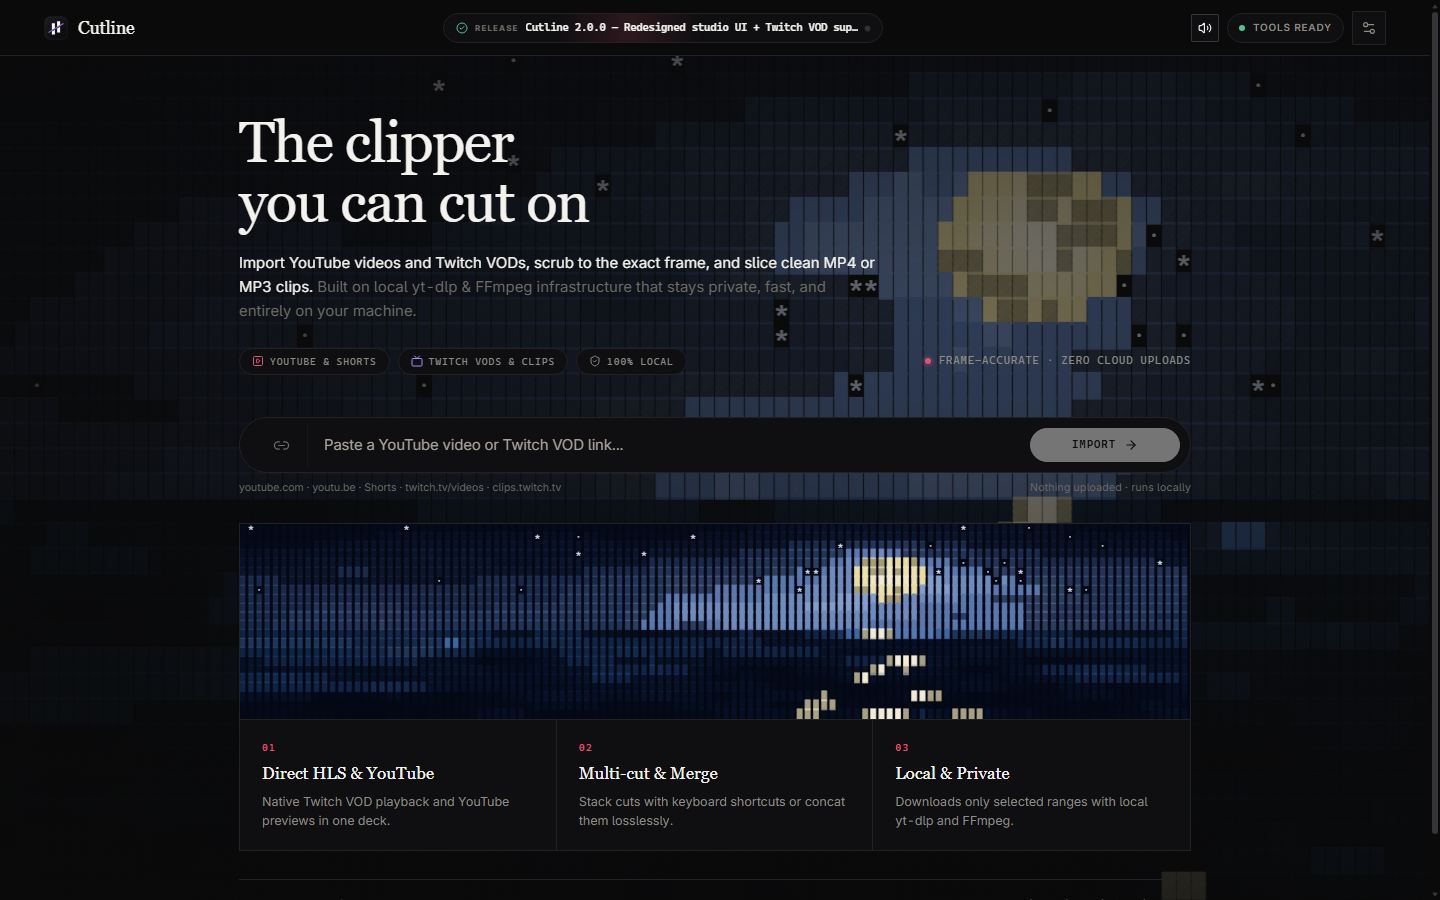 Cutline
RELEASE Cutline 2.0.0 — Redesigned studio UI + Twitch VOD sup…
TOOLS READY
The clipper
you can cut on
Import YouTube videos and Twitch VODs, scrub to the exact frame, and slice clean MP4 or
MP3 clips. Built on local yt-dlp & FFmpeg infrastructure that stays private, fast, and
entirely on your machine.
YOUTUBE & SHORTS
TWITCH VODS & CLIPS
100% LOCAL
FRAME-ACCURATE · ZERO CLOUD UPLOADS
Paste a YouTube video or Twitch VOD link...
IMPORT →
youtube.com · youtu.be · Shorts · twitch.tv/videos · clips.twitch.tv
Nothing uploaded · runs locally
01
Direct HLS & YouTube
Native Twitch VOD playback and YouTube
previews in one deck.
02
Multi-cut & Merge
Stack cuts with keyboard shortcuts or concat
them losslessly.
03
Local & Private
Downloads only selected ranges with local
yt-dlp and FFmpeg.